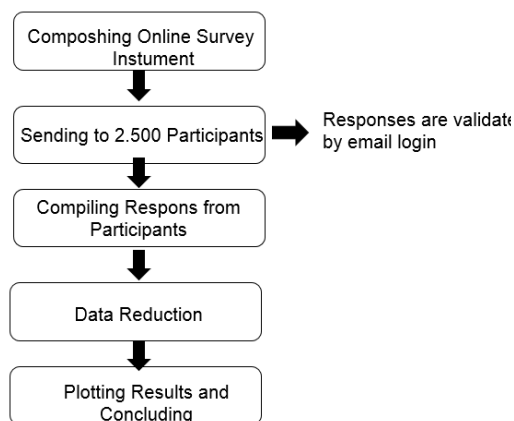 Composhing Online Survey
Instument
Sending to 2.500 Participants
Responses are validate
by email login
Compiling Respons from
Participants
Data Reduction
Plotting Results and
Concluding